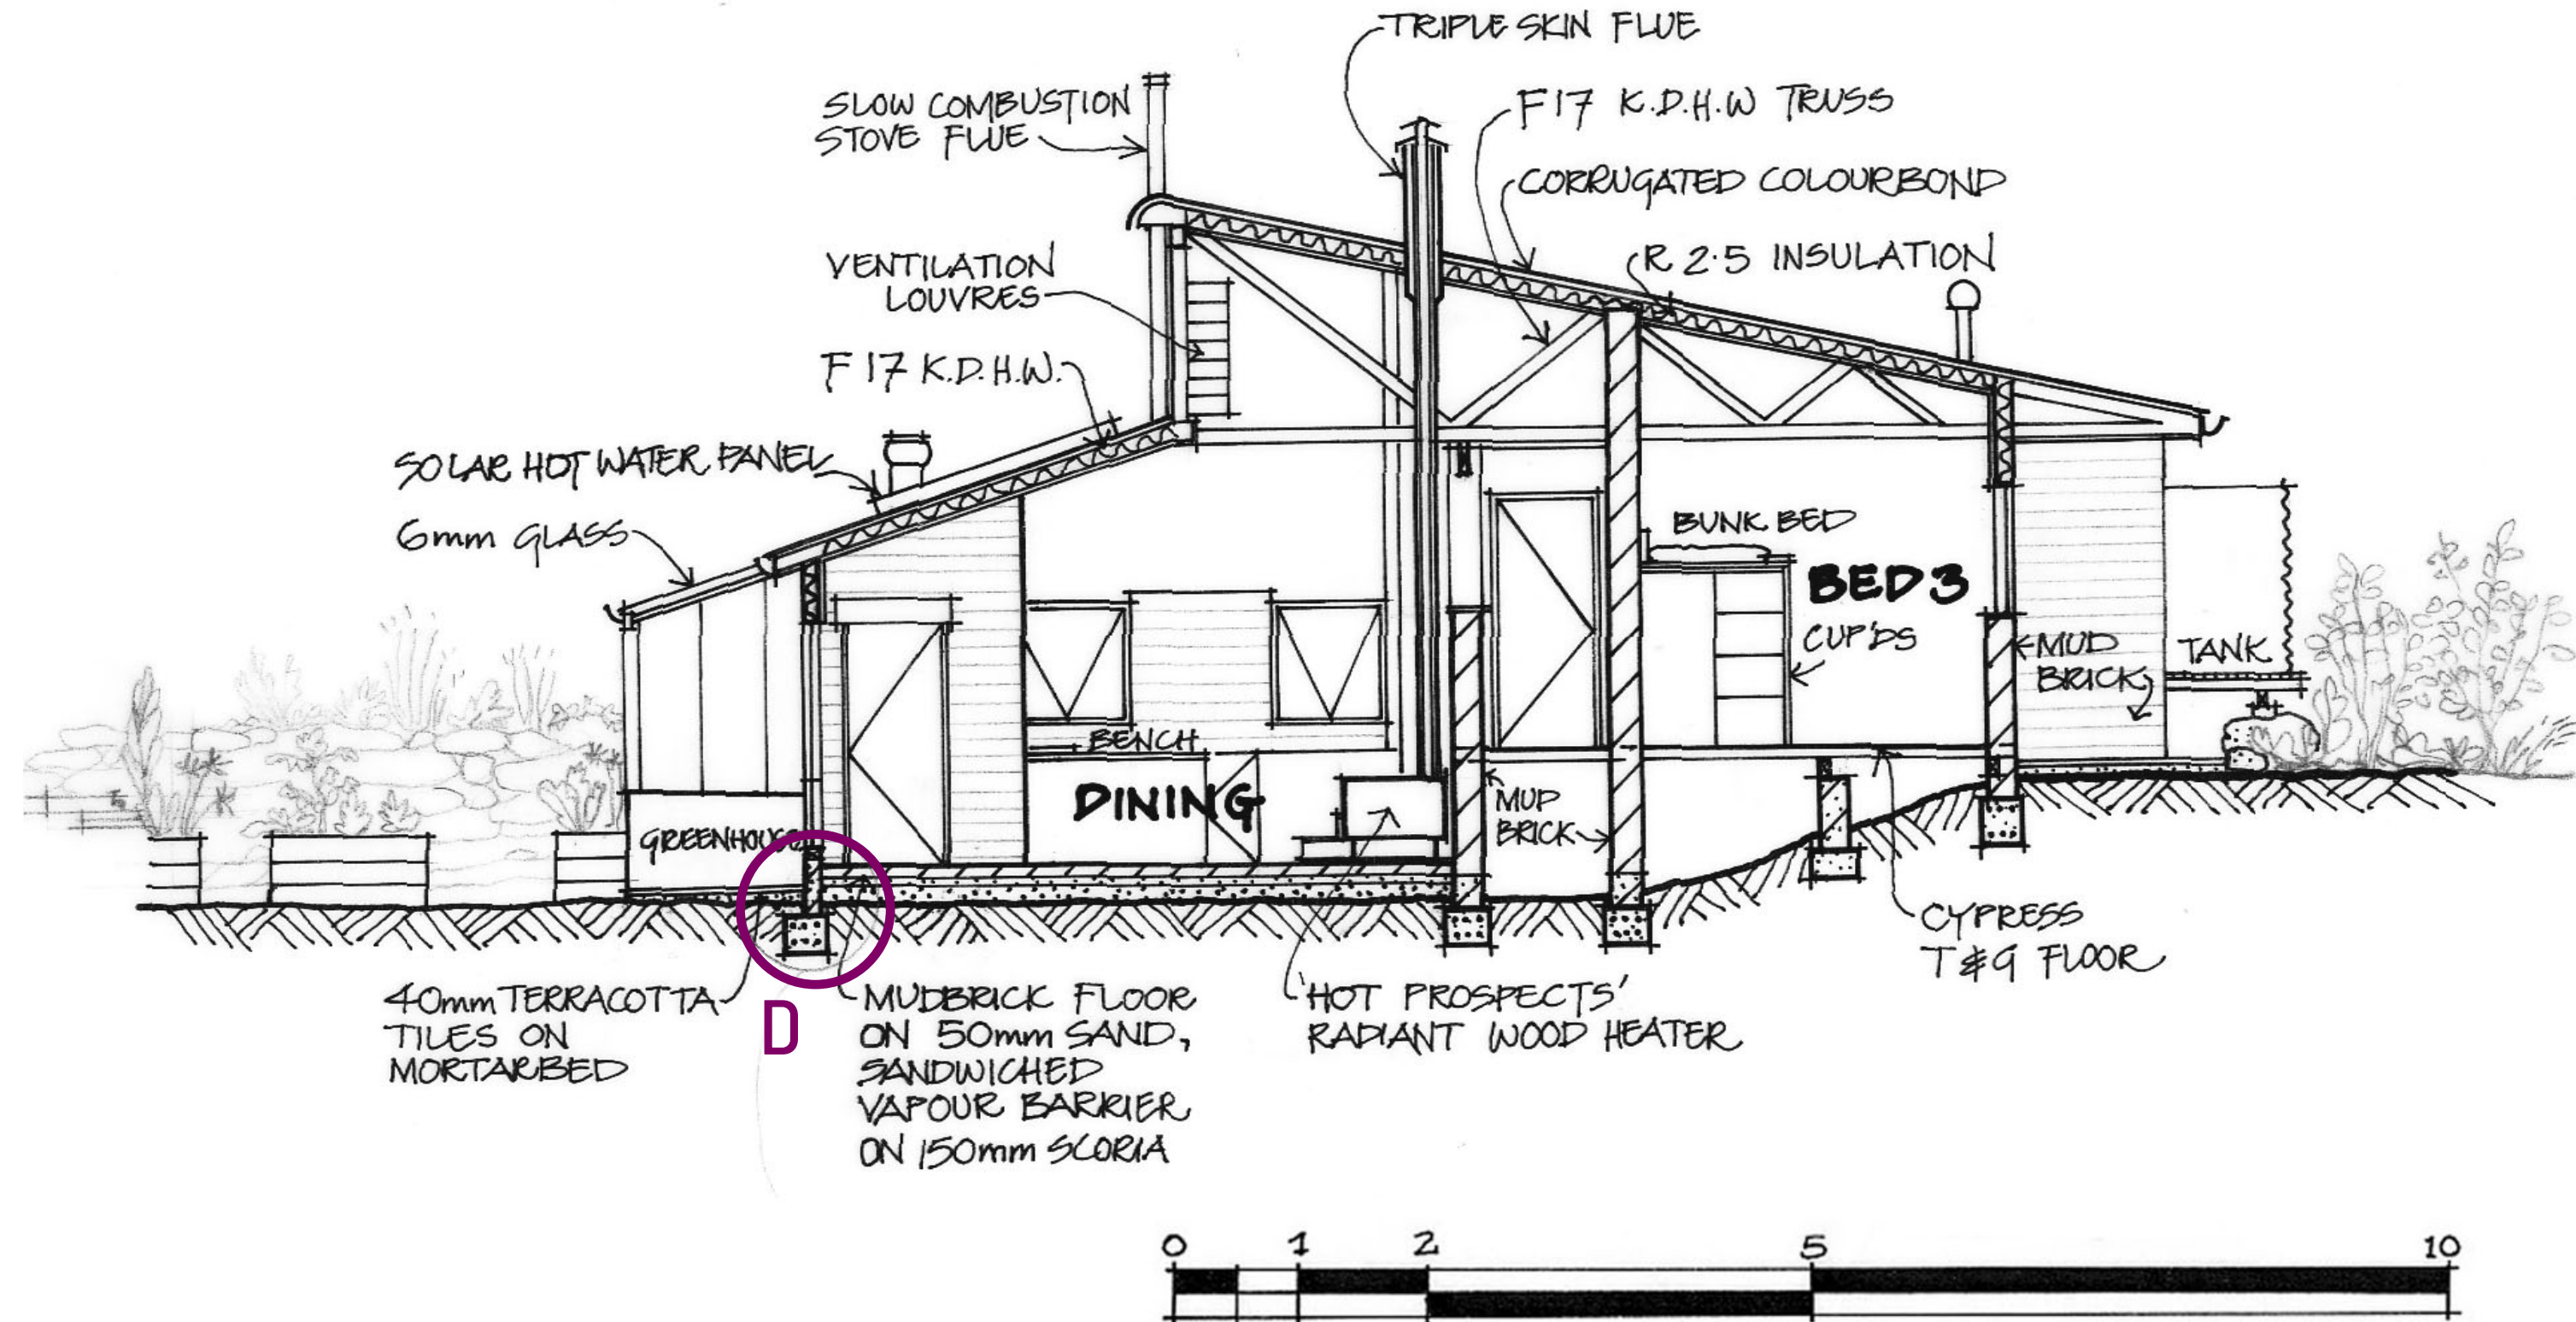 TRIPLE SKIN FLUE
SLOW COMBUSTION
STOVE FLUE
F17 K.D.H.W TRUSS
CORRUGATED COLOURBOND
VENTILATION
LOUVRES
R 2.5 INSULATION
F 17 K.D.H.W.
SOLAR HOT WATER PANEL
6mm GLASS
BUNK BED
BED 3
CUP'DS
MUD
BRICK
TANK
BENCH
DINING
MUD
BRICK
GREENHOUSE
CYPRESS
T & G FLOOR
40mm TERRACOTTA
TILES ON
MORTARBED
D
MUDBRICK FLOOR
ON 50mm SAND,
SANDWICHED
VAPOUR BARRIER
ON 150mm SCORIA
'HOT PROSPECTS'
RADIANT WOOD HEATER
0 1 2 5 10